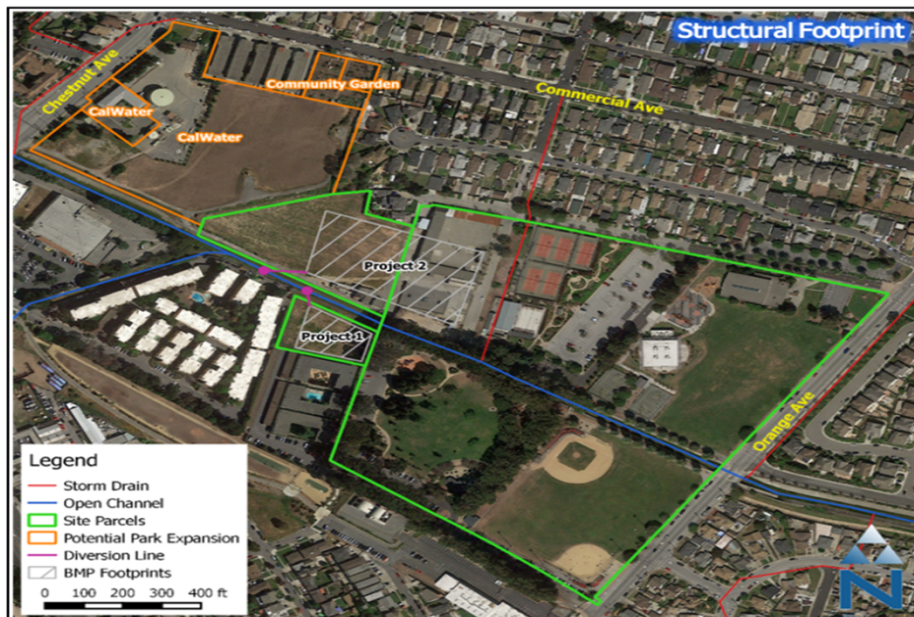 Structural Footprint
Chestnut Ave
Community Garden
Commercial Ave
CalWater
CalWater
Project 2
Project 1
Orange Ave
Legend
Storm Drain
Open Channel
Site Parcels
Potential Park Expansion
Diversion Line
BMP Footprints
0 100 200 300 400 ft
N